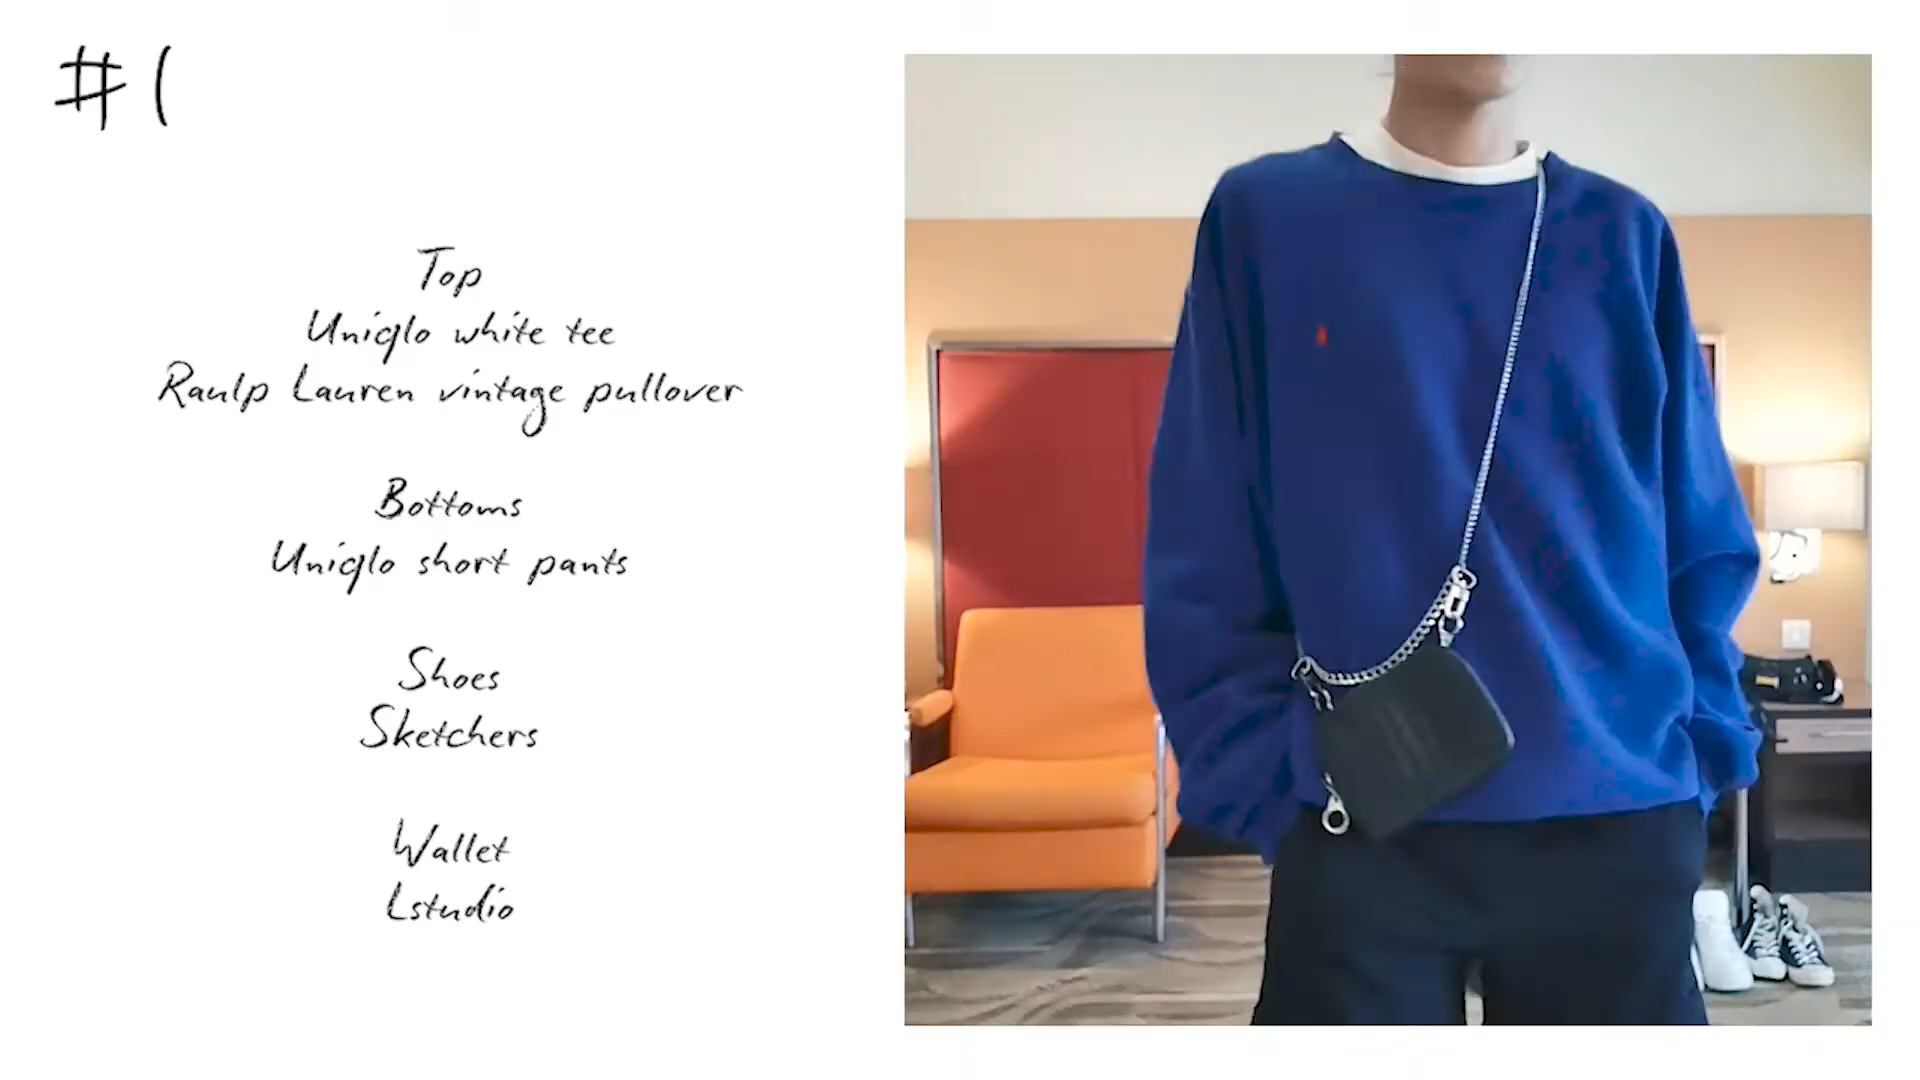 #1
Top
Uniqlo white tee
Raulp Lauren vintage pullover
Bottoms
Uniqlo short pants
Shoes
Sketchers
Wallet
Lstudio